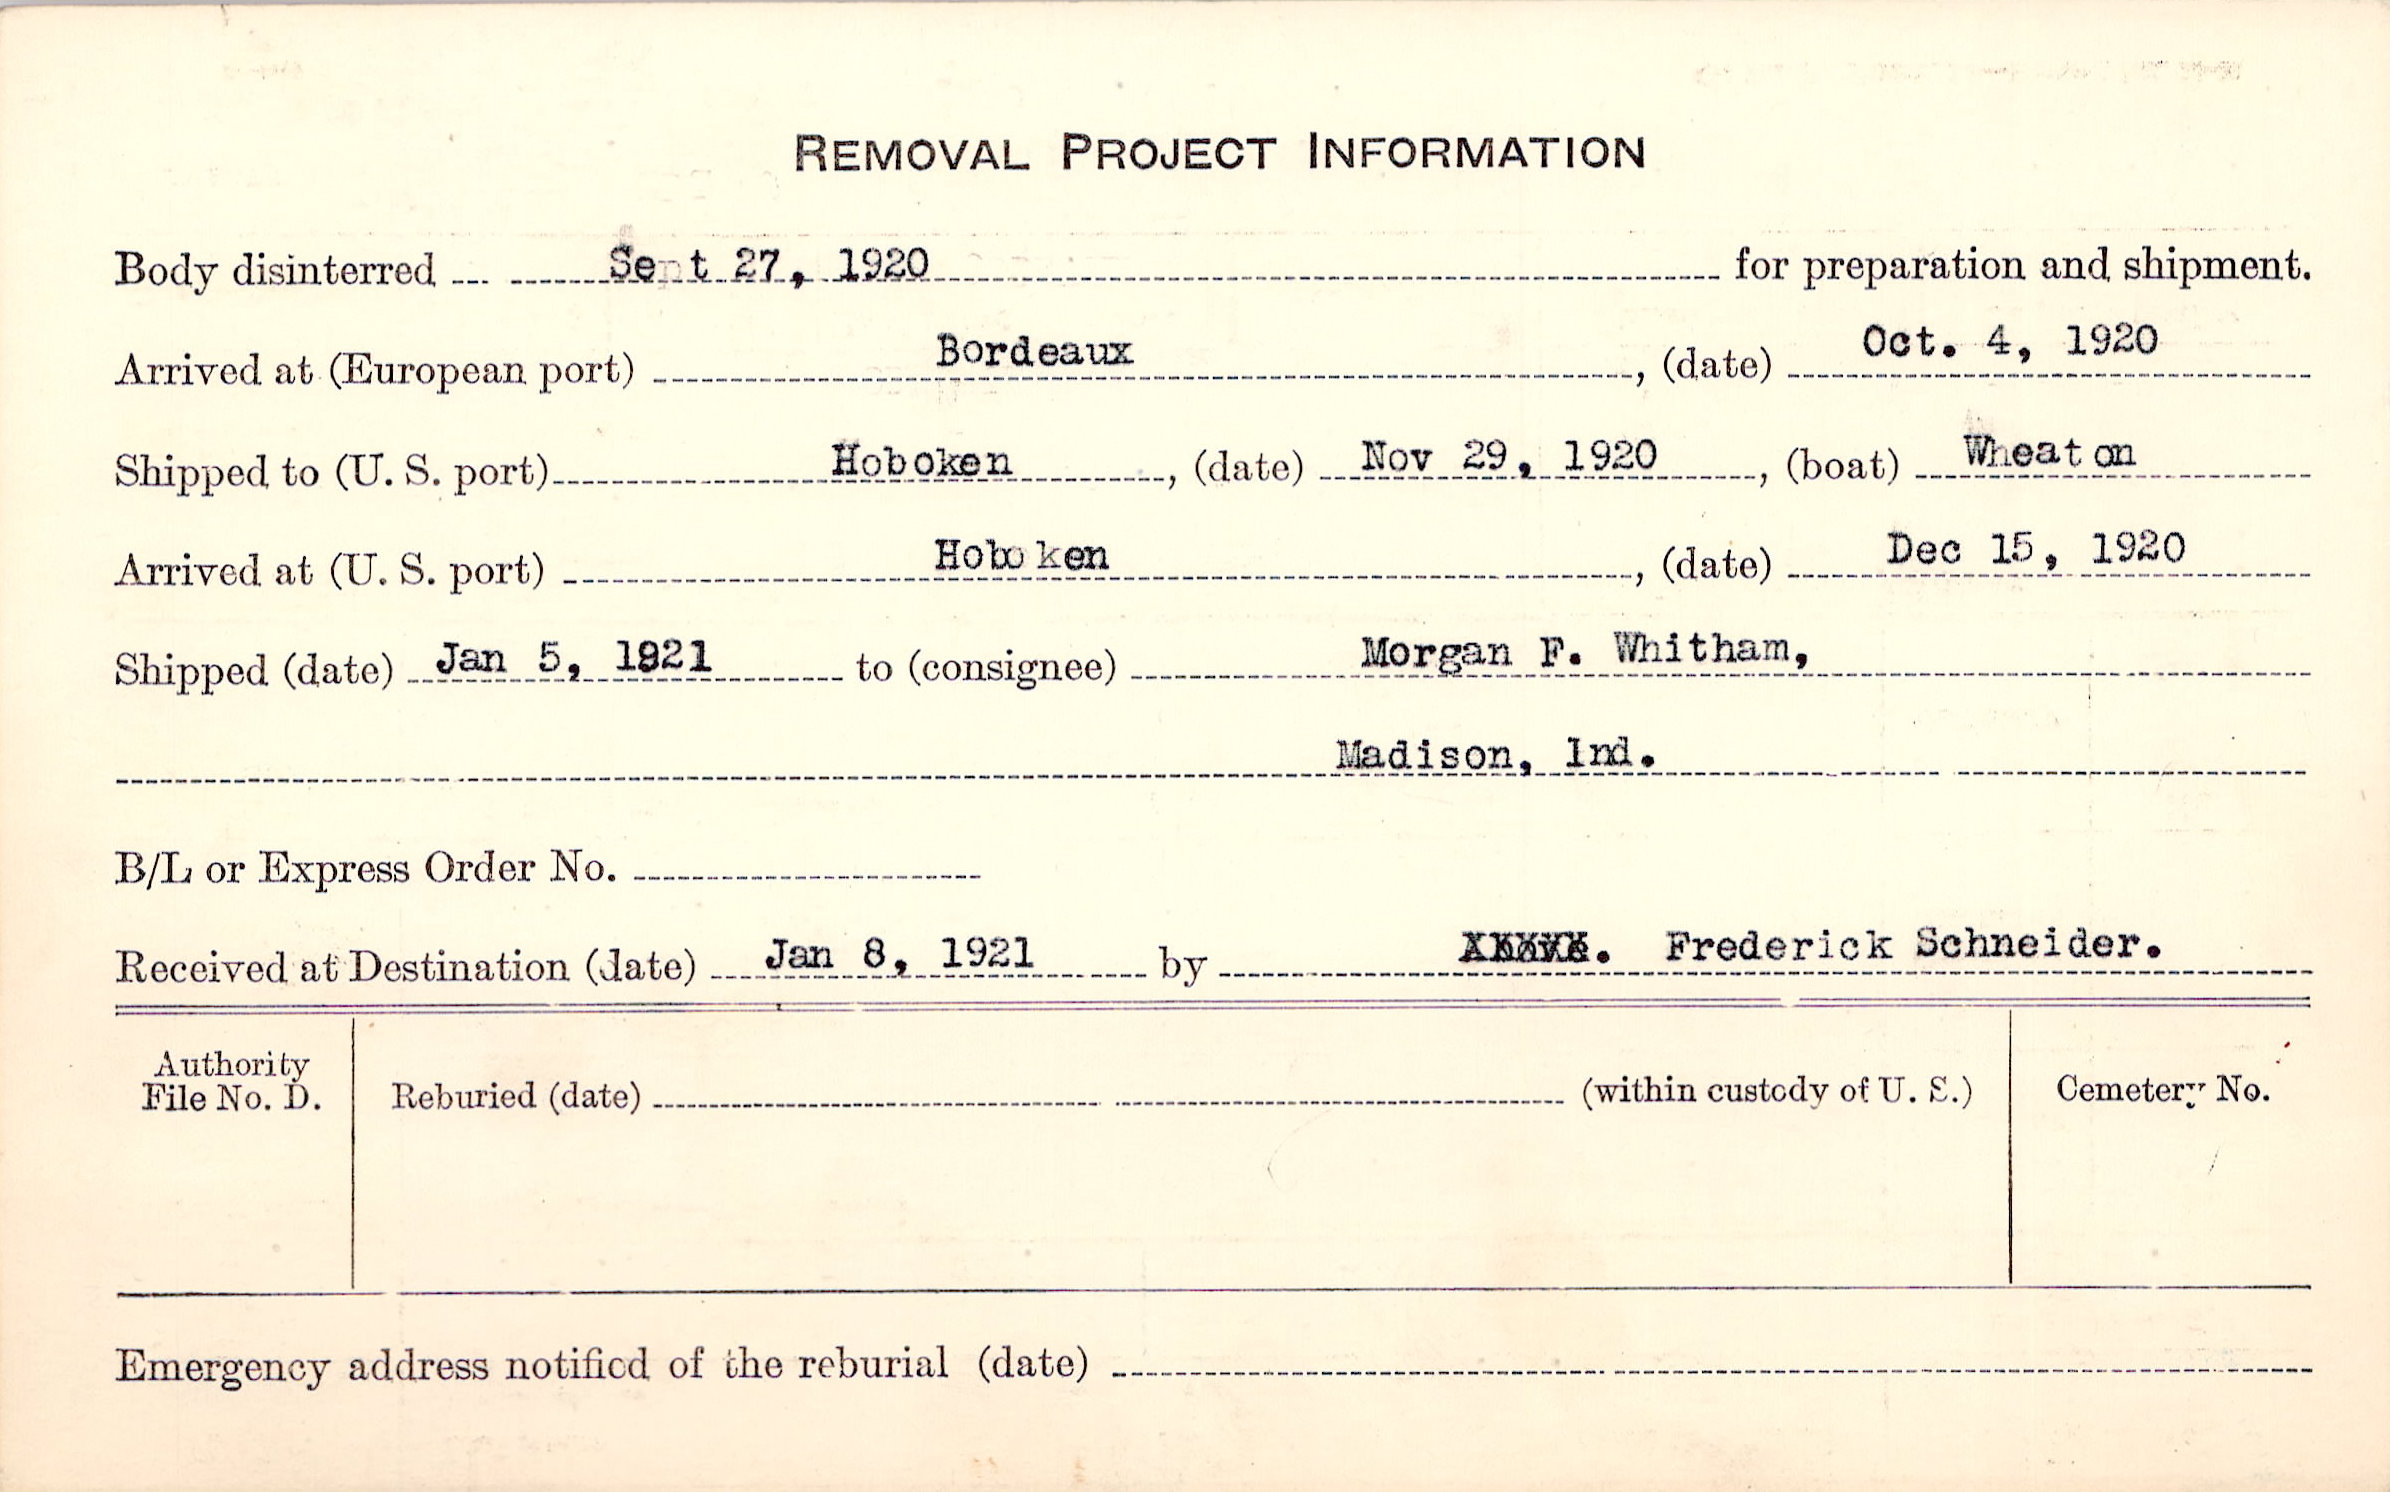 REMOVAL PROJECT INFORMATION
Body disinterred Sept 27, 1920 for preparation and shipment.
Arrived at (European port) Bordeaux, (date) Oct. 4, 1920
Shipped to (U. S. port) Hoboken, (date) Nov 29, 1920, (boat) Wheaton
Arrived at (U. S. port) Hoboken, (date) Dec 15, 1920
Shipped (date) Jan 5, 1921 to (consignee) Morgan F. Whitham,
Madison, Ind.
B/L or Express Order No.
Received at Destination (date) Jan 8, 1921 by Frederick Schneider.
Authority
File No. D.
Reburied (date) (within custody of U. S.)
Cemetery No.
Emergency address notified of the reburial (date)